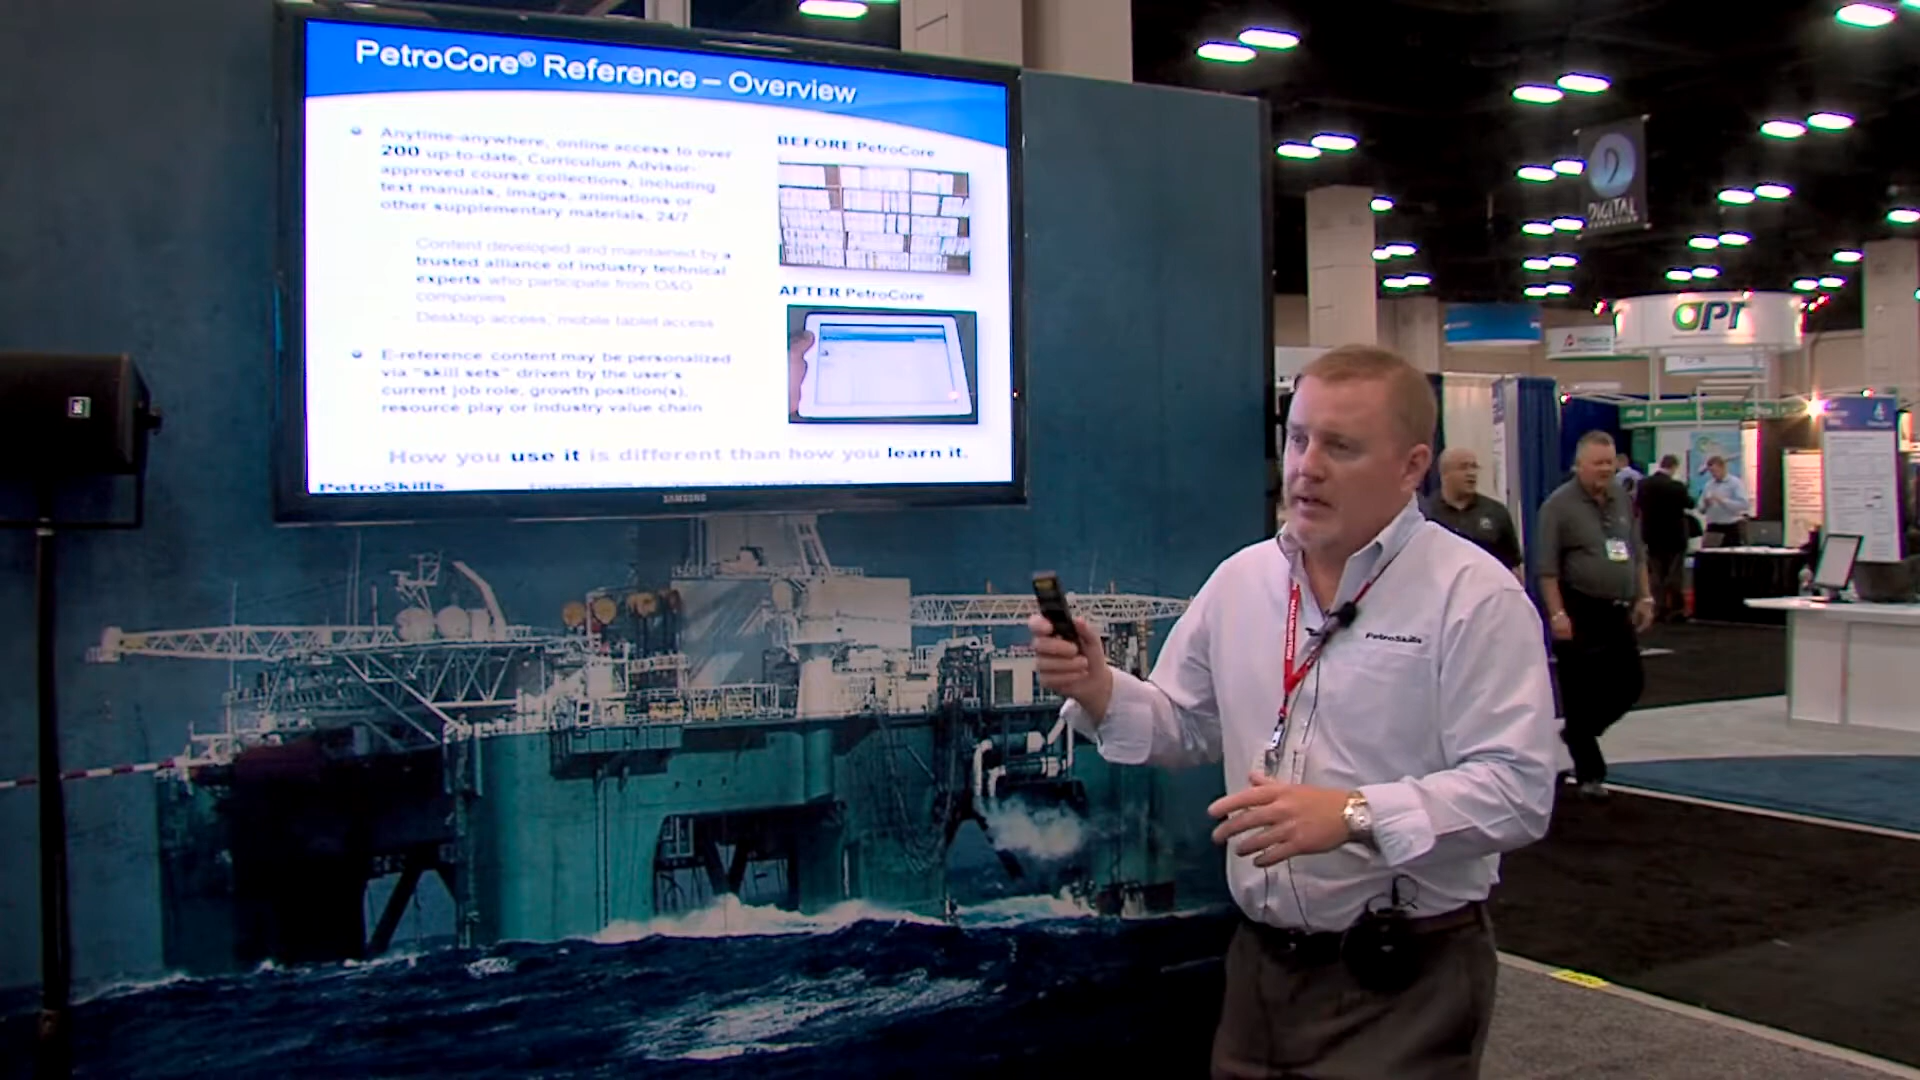 PetroCore® Reference – Overview
Anytime-anywhere, online access to over
200 up-to-date, Curriculum Advisor-
approved course collections, including
text manuals, images, animations or
other supplementary materials, 24/7
Content developed and maintained by a
trusted alliance of industry technical
experts who participate from O&G
companies
Desktop access, mobile tablet access
E-reference content may be personalized
via "skill sets" driven by the user's
current job role, growth position(s),
resource play or industry value chain
BEFORE PetroCore
AFTER PetroCore
How you use it is different than how you learn it.
PetroSkills
SAMSUNG
PetroSkills
HALLIBURTON
DIGITAL